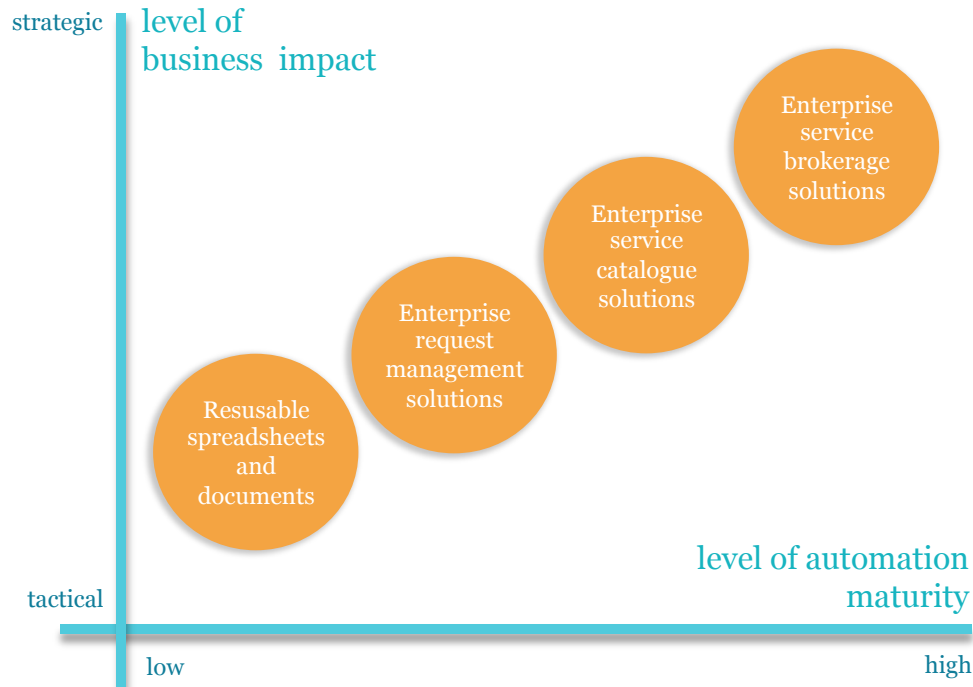 strategic
level of
business impact
Enterprise
service
brokerage
solutions
Enterprise
service
catalogue
solutions
Enterprise
request
management
solutions
Resusable
spreadsheets
and
documents
level of automation
maturity
tactical
low
high